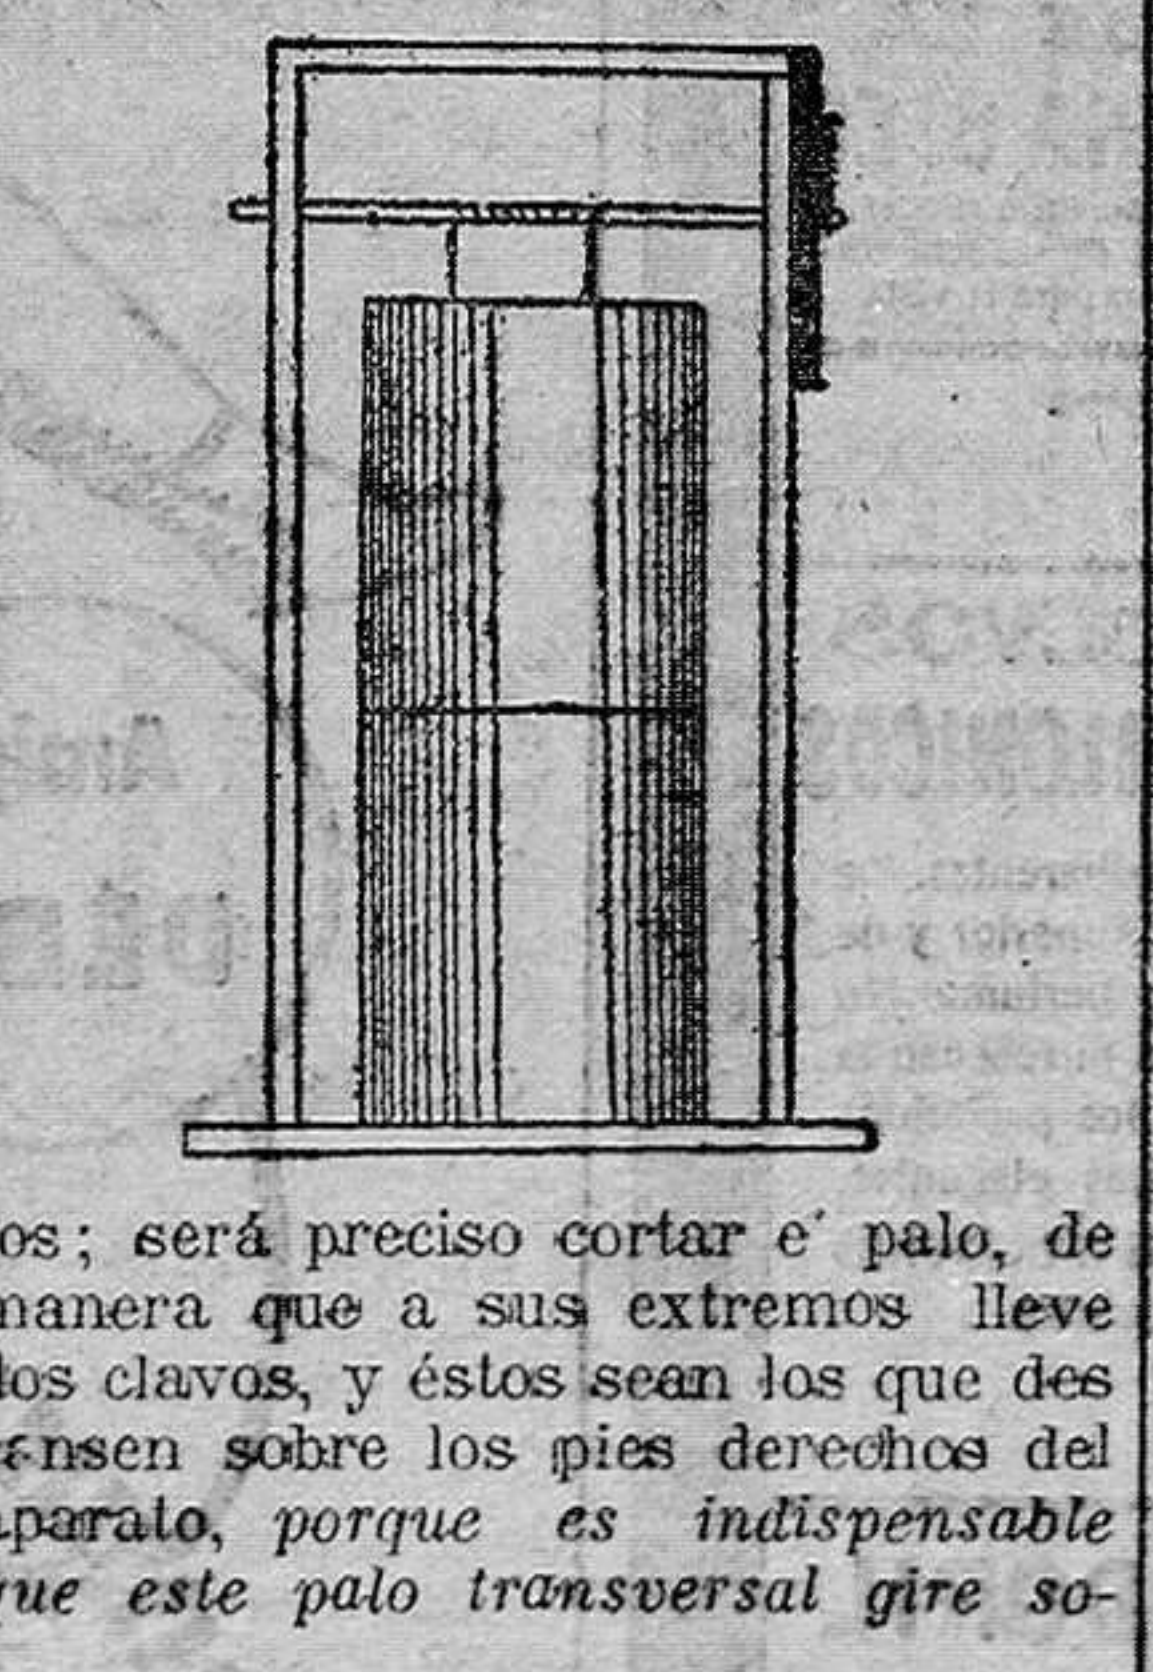 os; será preciso cortar e´ palo, de
manera que a sus extremos lleve
los clavos, y éstos sean los que des
ansen sobre los pies derechos del
aparato, porque es indispensable
que este palo transversal gire so-